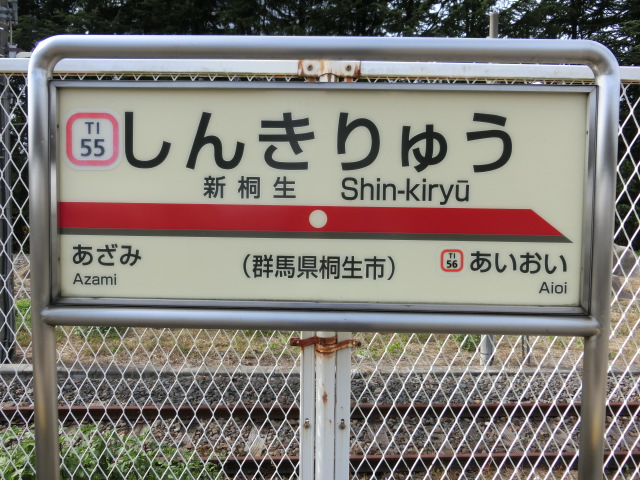 TI
55
しんきりゅう
新桐生 Shin-kiryū
あざみ
Azami
(群馬県桐生市)
TI
56
あいおい
Aioi